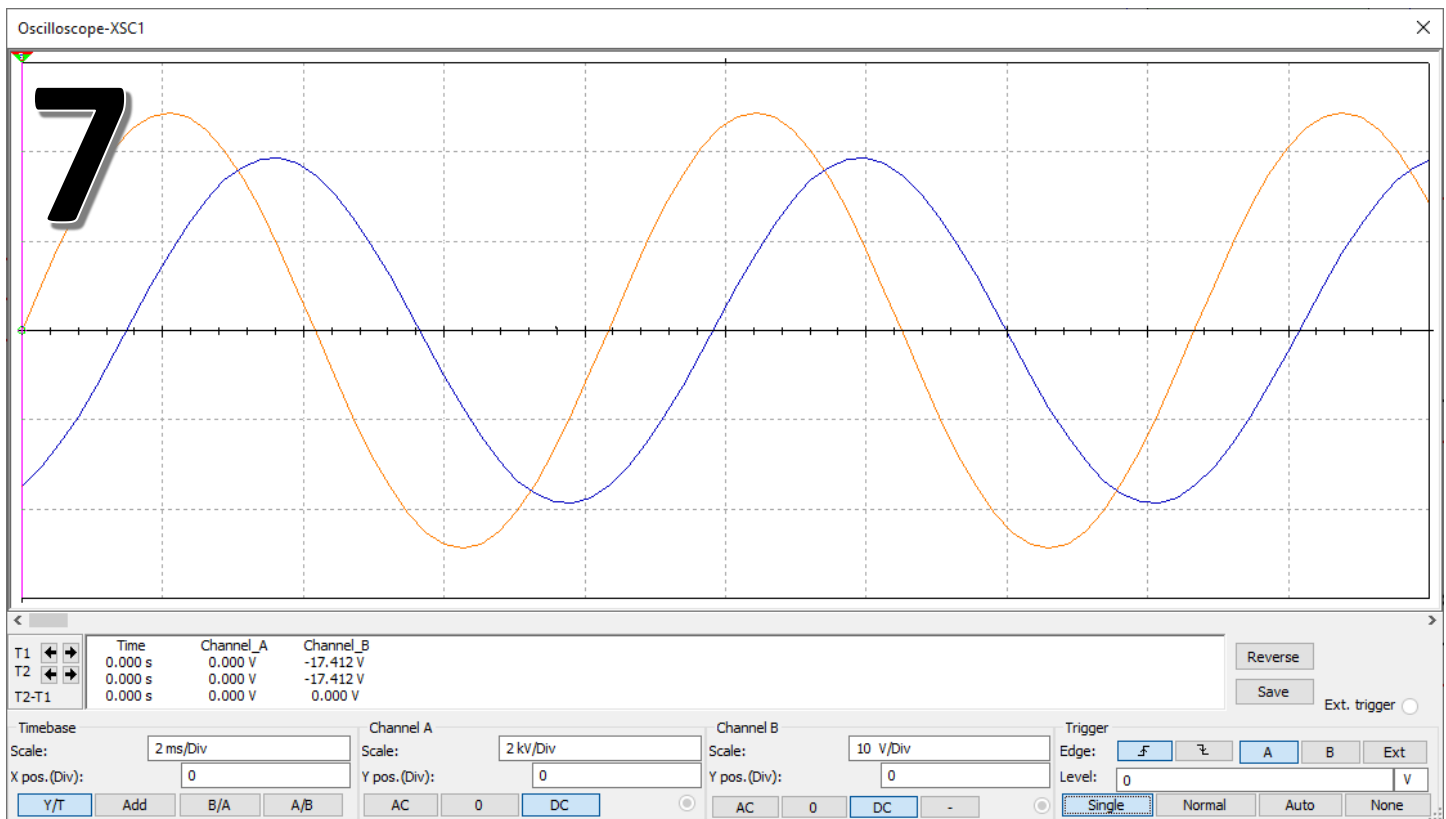 Oscilloscope-XSC1
7
Time Channel_A Channel_B
T1 0.000 s 0.000 V -17.412 V
T2 0.000 s 0.000 V -17.412 V
T2-T1 0.000 s 0.000 V 0.000 V
Reverse
Save
Ext. trigger
Timebase
Scale: 2 ms/Div
X pos.(Div): 0
Y/T Add B/A A/B
Channel A
Scale: 2 kV/Div
Y pos.(Div): 0
AC 0 DC
Channel B
Scale: 10 V/Div
Y pos.(Div): 0
AC 0 DC -
Trigger
Edge: A B Ext
Level: 0 V
Single Normal Auto None